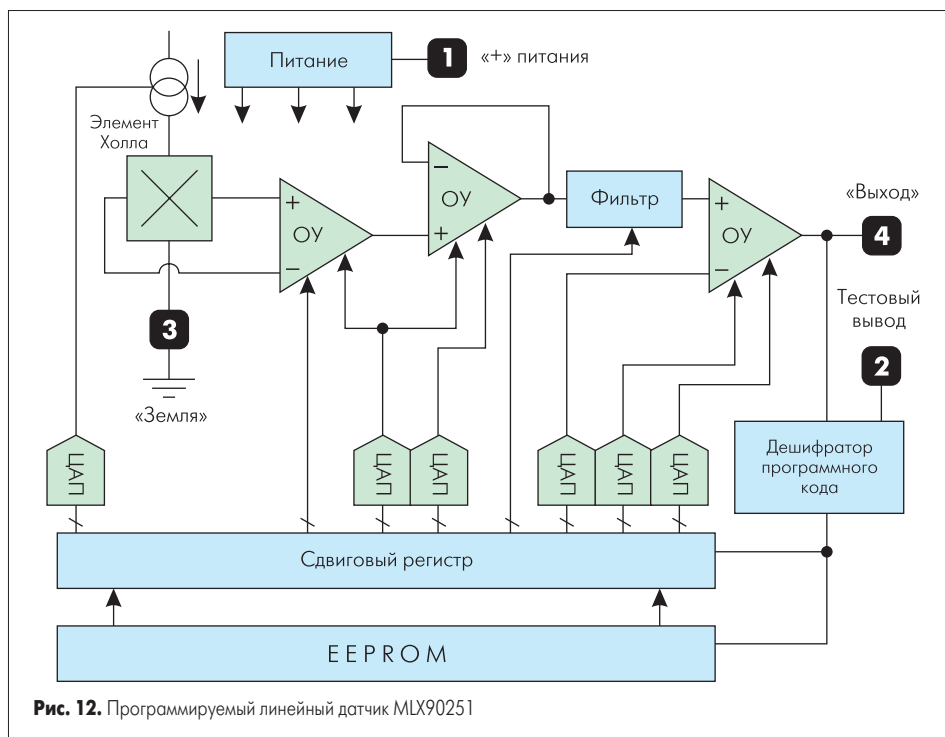 Питание
1
«+» питания
Элемент
Холла
+
ОУ
−
−
ОУ
+
Фильтр
+
ОУ
−
«Выход»
4
Тестовый
вывод
2
3
«Земля»
ЦАП
ЦАП
ЦАП
ЦАП
ЦАП
ЦАП
Дешифратор
программного
кода
Сдвиговый регистр
EEPROM
Рис. 12. Программируемый линейный датчик MLX90251